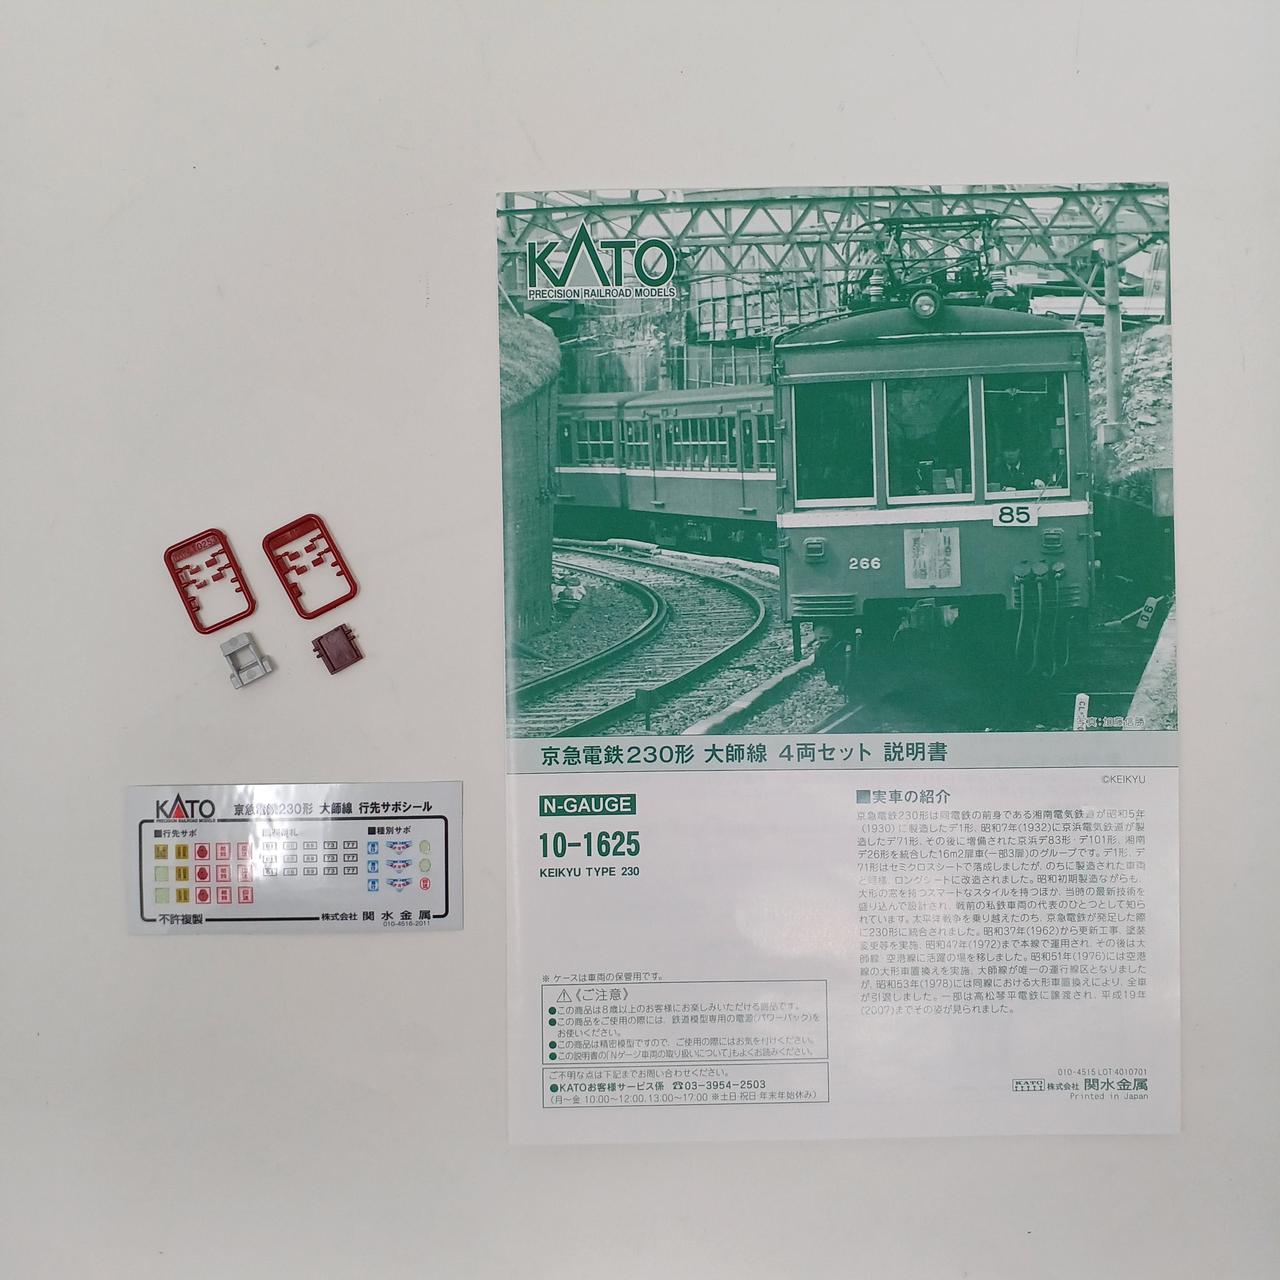 KATO
PRECISION RAILROAD MODELS
85
266
川崎大師
京浜川崎
写真：加藤信勝
京急電鉄230形 大師線 4両セット 説明書
©KEIKYU
N-GAUGE
10-1625
KEIKYU TYPE 230
■実車の紹介
京急電鉄230形は同電鉄の前身である湘南電気鉄道が昭和5年
(1930)に製造したデ1形、昭和7年(1932)に京浜電気鉄道が製
造したデ71形、その後に増備された京浜デ83形・デ101形、湘南
デ26形を統合した16m2扉車(一部3扉)のグループです。デ1形、デ
71形はセミクロスシートで落成しましたが、のちに製造された車両
と同様、ロングシートに改造されました。昭和初期製造ながらも、
大形の窓を持つスマートなスタイルを持つほか、当時の最新技術を
盛り込んで設計され、戦前の私鉄車両の代表のひとつとして知ら
れています。太平洋戦争を乗り越えたのち、京急電鉄が発足した際
に230形に統合されました。昭和37年(1962)から更新工事、塗装
変更等を実施、昭和47年(1972)まで本線で運用され、その後は大
師線・空港線に活躍の場を移しました。昭和51年(1976)には空港
線の大形車置換えを実施、大師線が唯一の運行線区となりました
が、昭和53年(1978)には同線における大形車置換えにより、全車
が引退しました。一部は高松琴平電鉄に譲渡され、平成19年
(2007)までその姿が見られました。
※ ケースは車両の保管用です。
⚠《ご注意》
●この商品は8歳以上のお客様にお楽しみいただける商品です。
●この商品をご使用の際には、鉄道模型専用の電源(パワーパック)を
お使いください。
●この商品は精密模型ですので、ご使用の際にはお気を付けください。
●この説明書の「Nゲージ車両の取り扱いについて」もよくお読みください。
ご不明な点は下記までお問い合わせください。
●KATOお客様サービス係 ☎03-3954-2503
(月～金 10:00～12:00,13:00～17:00 ※土日・祝日・年末年始休み)
010-4515 LOT:4010701
KATO 株式会社 関水金属
Printed in Japan
KATO
PRECISION RAILROAD MODELS
京急電鉄230形 大師線 行先サボシール
■行先サボ
■種別サボ
73 77
73 77
73 77
不許複製
株式会社 関水金属
010-4516-2011